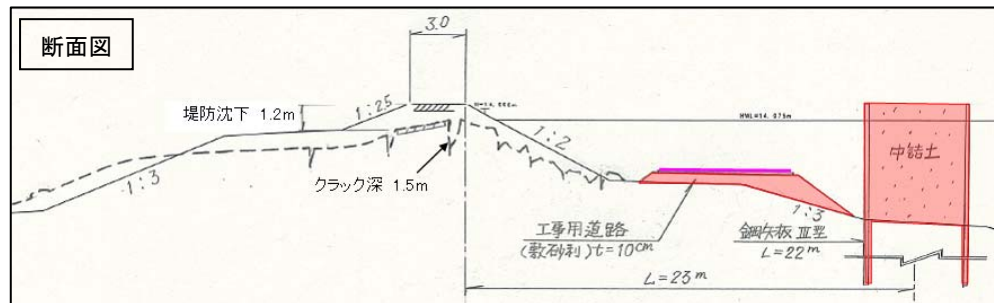 断面図
3.0
堤防沈下 1.2m
1:25
HWL=14.075m
1:2
中詰土
1:3
クラック深 1.5m
1:3
工事用道路
(敷砂利)t=10cm
鋼矢板 Ⅲ型
L=22m
L=23m